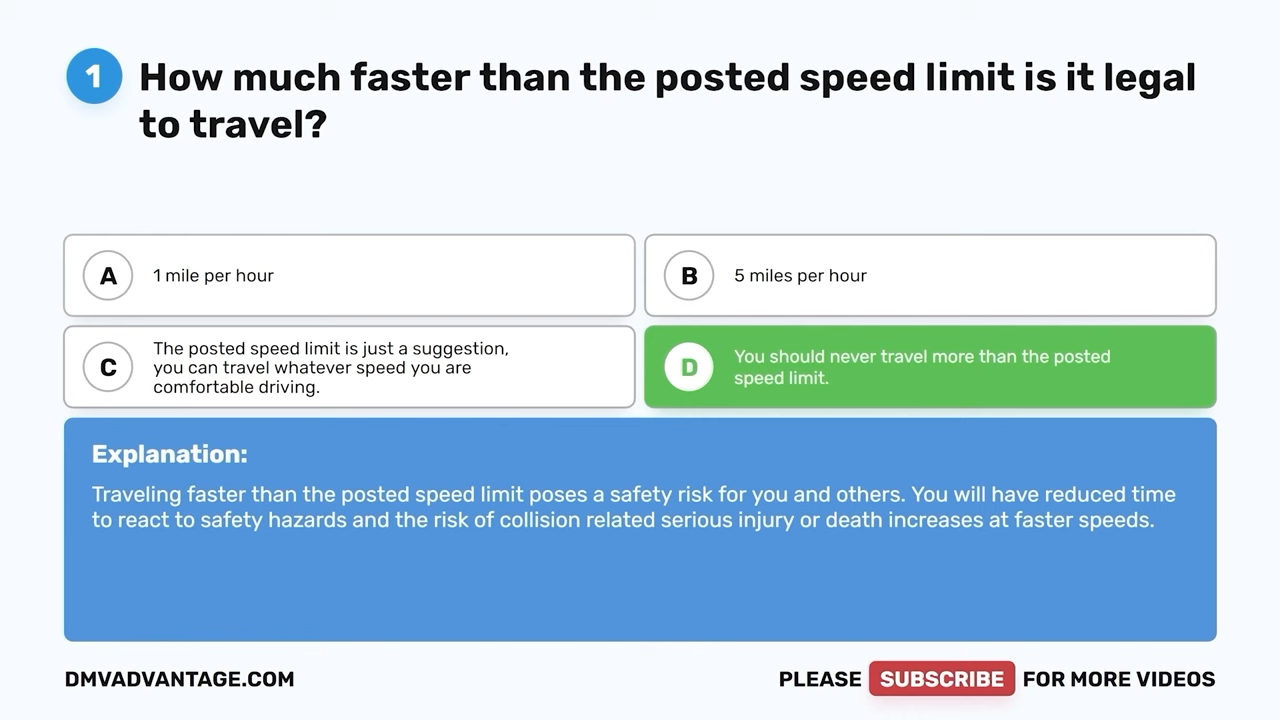 1
How much faster than the posted speed limit is it legal
to travel?
A
1 mile per hour
B
5 miles per hour
C
The posted speed limit is just a suggestion,
you can travel whatever speed you are
comfortable driving.
D
You should never travel more than the posted
speed limit.
Explanation:
Traveling faster than the posted speed limit poses a safety risk for you and others. You will have reduced time
to react to safety hazards and the risk of collision related serious injury or death increases at faster speeds.
DMVADVANTAGE.COM
PLEASE SUBSCRIBE FOR MORE VIDEOS